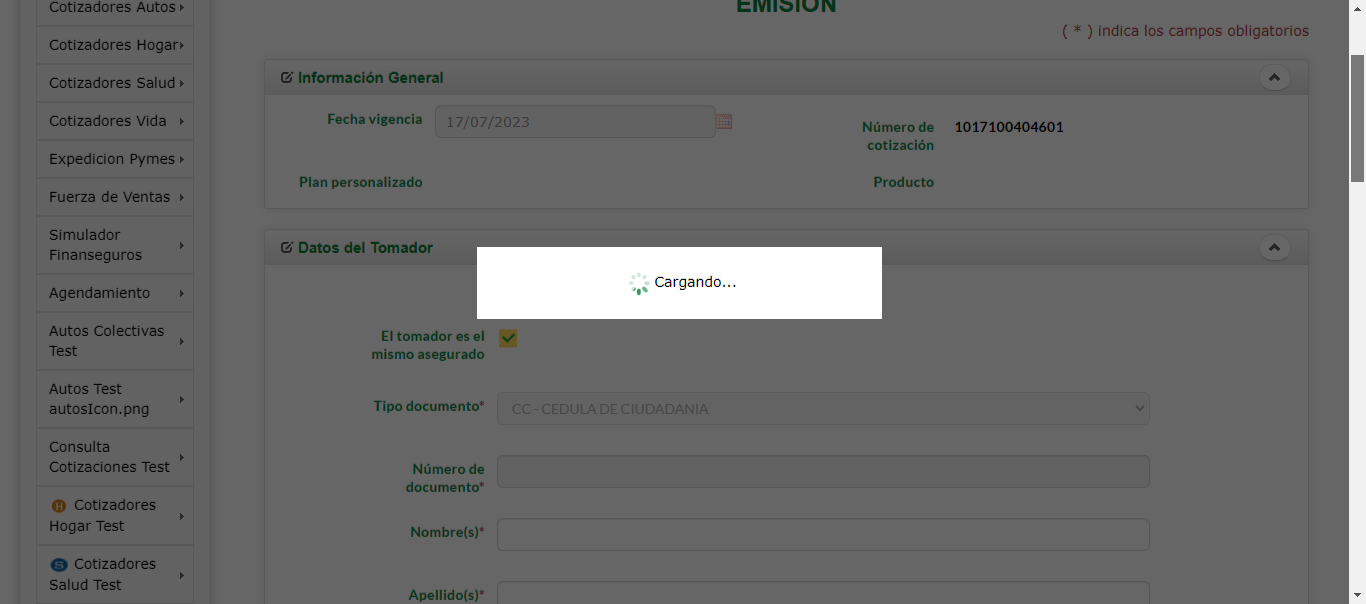 Cotizadores Autos
Cotizadores Hogar
Cotizadores Salud
Cotizadores Vida
Expedicion Pymes
Fuerza de Ventas
Simulador
Finanseguros
Agendamiento
Autos Colectivas
Test
Autos Test
autosIcon.png
Consulta
Cotizaciones Test
H Cotizadores
Hogar Test
S Cotizadores
Salud Test
EMISIÓN
( * ) indica los campos obligatorios
Información General
Fecha vigencia 17/07/2023
Número de
cotización
1017100404601
Plan personalizado
Producto
Datos del Tomador
Cargando...
El tomador es el
mismo asegurado
Tipo documento* CC - CEDULA DE CIUDADANIA
Número de
documento*
Nombre(s)*
Apellido(s)*